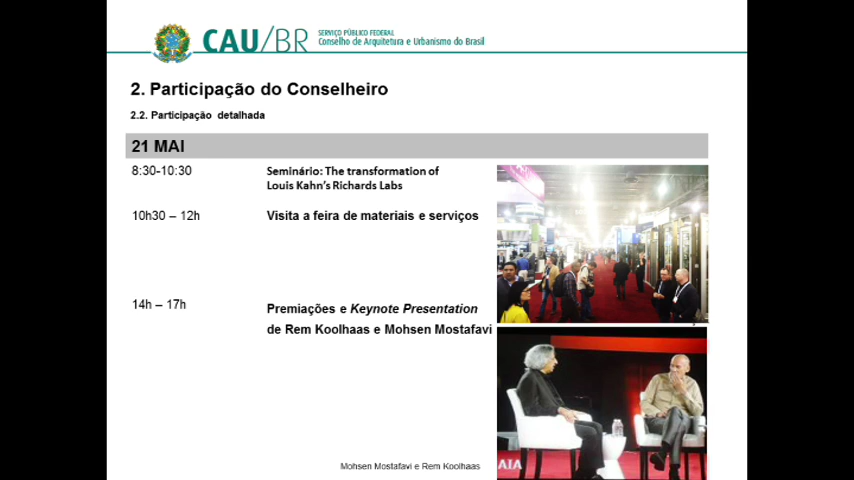 CAU/BR
SERVIÇO PÚBLICO FEDERAL
Conselho de Arquitetura e Urbanismo do Brasil
2. Participação do Conselheiro
2.2. Participação detalhada
21 MAI
8:30-10:30
Seminário: The transformation of
Louis Kahn's Richards Labs
10h30 – 12h
Visita a feira de materiais e serviços
14h – 17h
Premiações e Keynote Presentation
de Rem Koolhaas e Mohsen Mostafavi
AIA
Mohsen Mostafavi e Rem Koolhaas